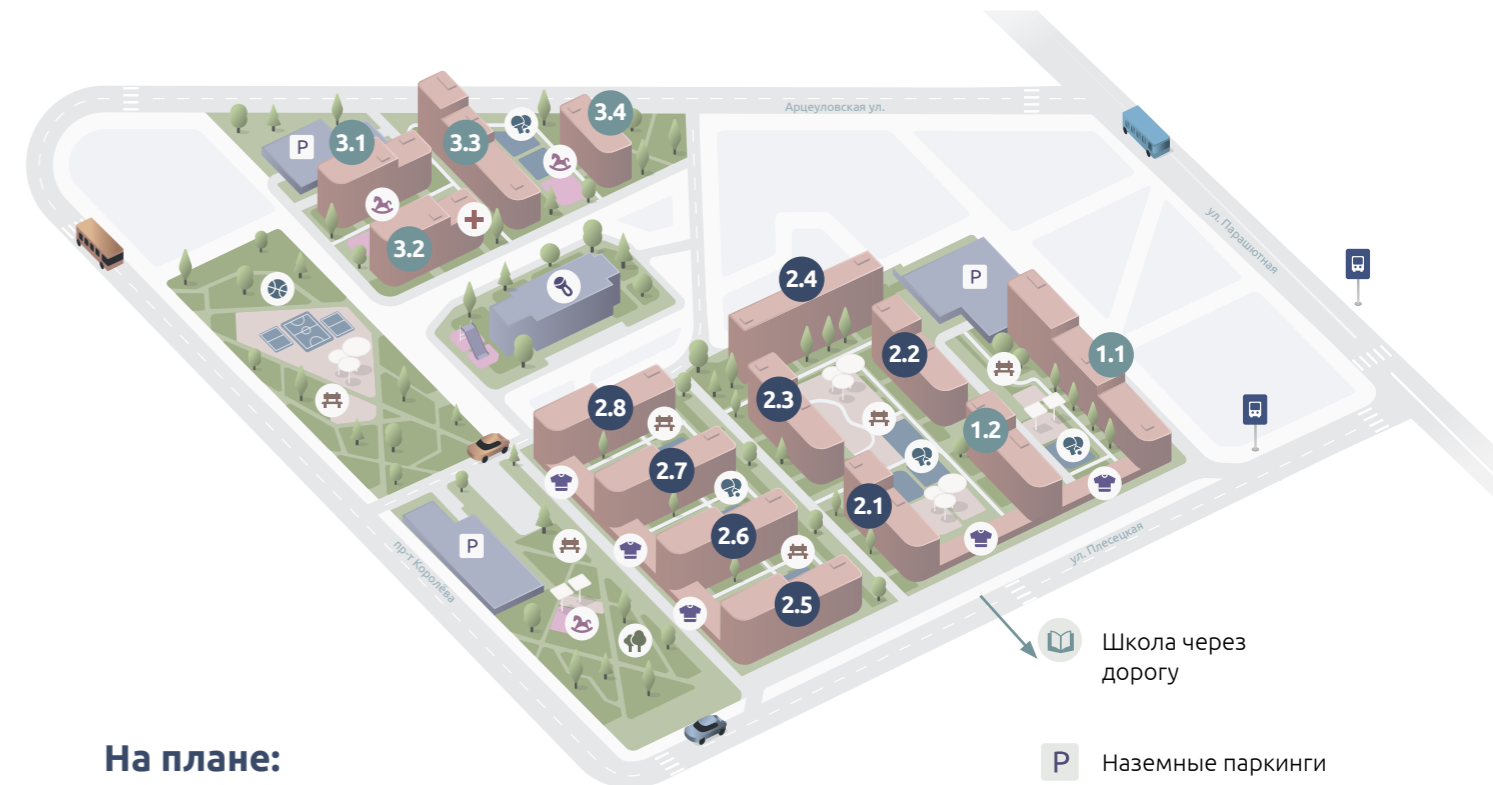 Арцеуловская ул.
3.4
3.1
3.3
P
3.2
ул. Парашютная
2.4
P
2.2
1.1
2.3
2.8
1.2
2.7
2.1
2.6
P
пр-т Королёва
ул. Плесецкая
2.5
Школа через
дорогу
На плане:
P
Наземные паркинги